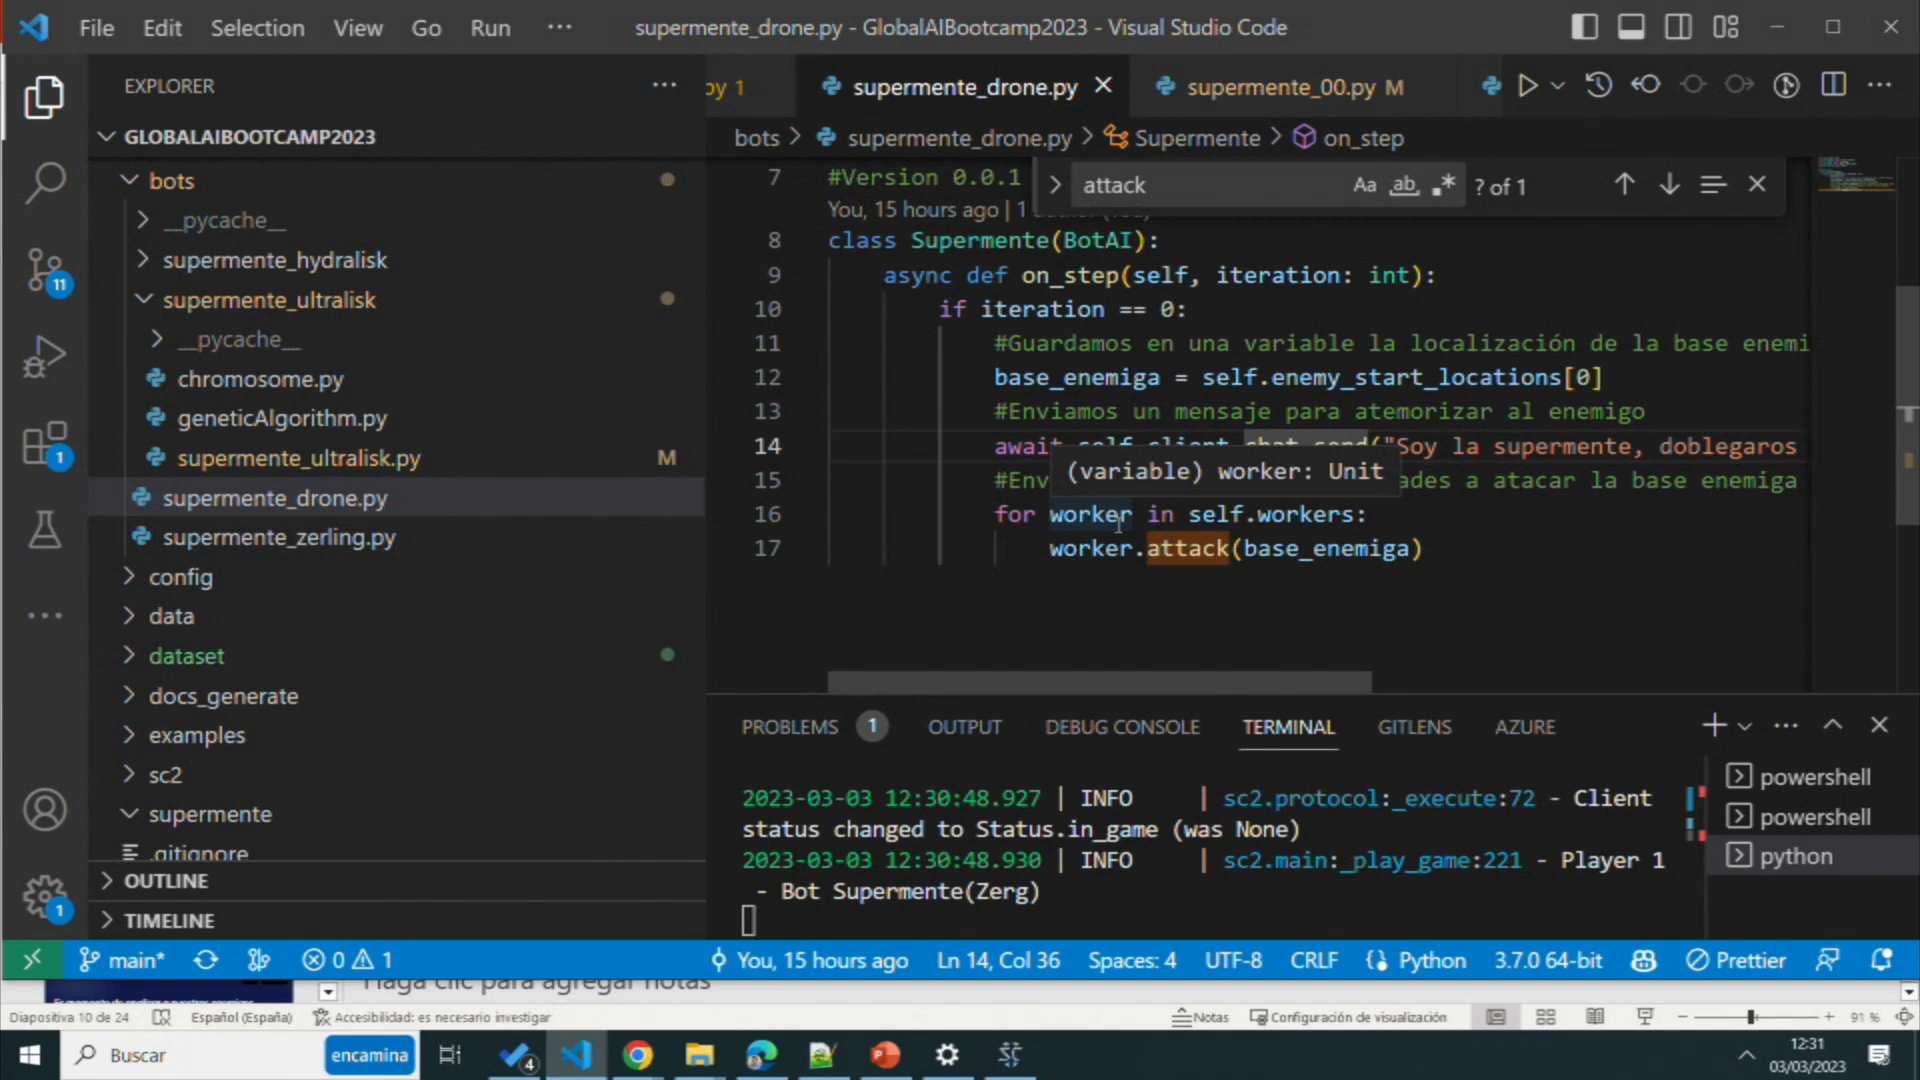 File Edit Selection View Go Run ··· supermente_drone.py - GlobalAIBootcamp2023 - Visual Studio Code
EXPLORER ···
py 1 supermente_drone.py supermente_00.py M
GLOBALAIBOOTCAMP2023
bots > supermente_drone.py > Supermente > on_step
bots
__pycache__
supermente_hydralisk
supermente_ultralisk
__pycache__
chromosome.py
geneticAlgorithm.py
supermente_ultralisk.py M
supermente_drone.py
supermente_zerling.py
config
data
dataset
docs_generate
examples
sc2
supermente
.gitignore
OUTLINE
TIMELINE
11
1
1
attack Aa ab .* ? of 1
7 #Version 0.0.1
You, 15 hours ago | 1
8 class Supermente(BotAI):
9 async def on_step(self, iteration: int):
10 if iteration == 0:
11 #Guardamos en una variable la localización de la base enemi
12 base_enemiga = self.enemy_start_locations[0]
13 #Enviamos un mensaje para atemorizar al enemigo
14 await self.client.chat_send("Soy la supermente, doblegaros
(variable) worker: Unit
15 #Env ades a atacar la base enemiga
16 for worker in self.workers:
17 worker.attack(base_enemiga)
PROBLEMS 1 OUTPUT DEBUG CONSOLE TERMINAL GITLENS AZURE
2023-03-03 12:30:48.927 | INFO | sc2.protocol:_execute:72 - Client
status changed to Status.in_game (was None)
2023-03-03 12:30:48.930 | INFO | sc2.main:_play_game:221 - Player 1
- Bot Supermente(Zerg)
powershell
powershell
python
main* 0 1 You, 15 hours ago Ln 14, Col 36 Spaces: 4 UTF-8 CRLF Python 3.7.0 64-bit Prettier
Haga clic para agregar notas
Diapositiva 10 de 24 Español (España) Accesibilidad: es necesario investigar Notas Configuración de visualización 91 %
Buscar encamina 4 12:31
03/03/2023